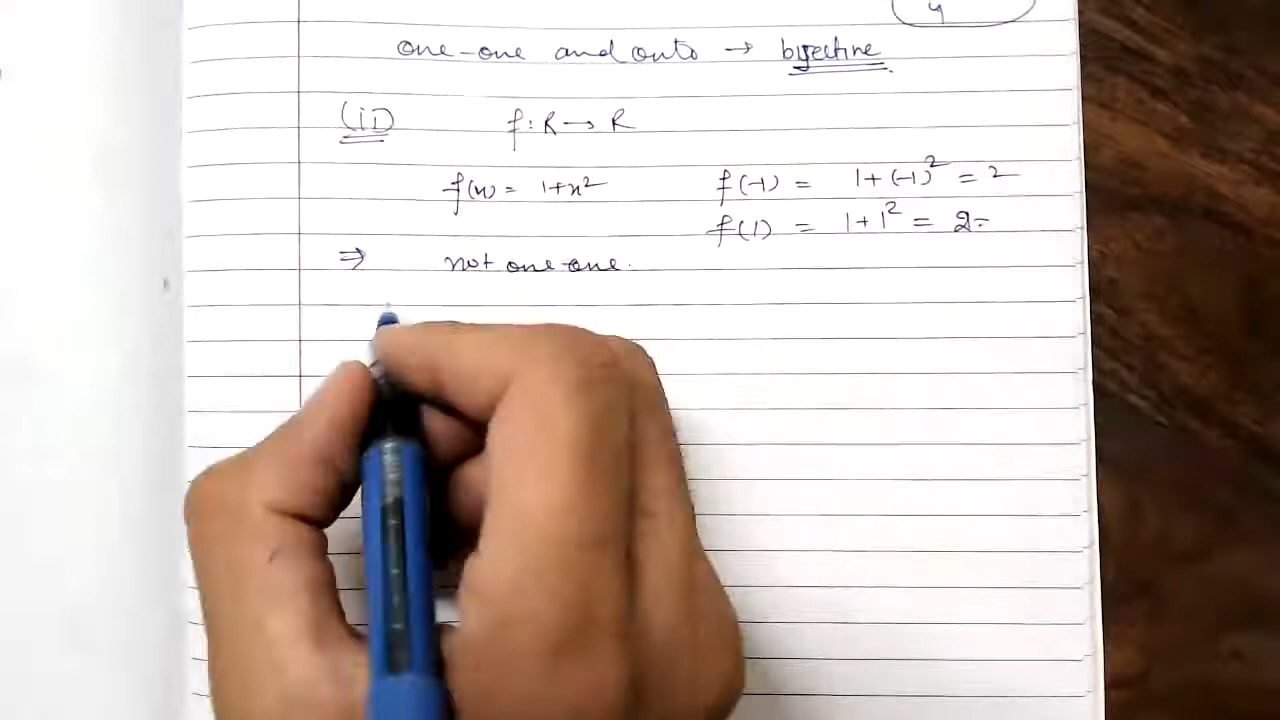 y
one-one and onto → bijective
(ii) f: R → R
f(x) = 1+x² f(-1) = 1+(-1)² = 2
f(1) = 1+1² = 2
⇒ not one-one.